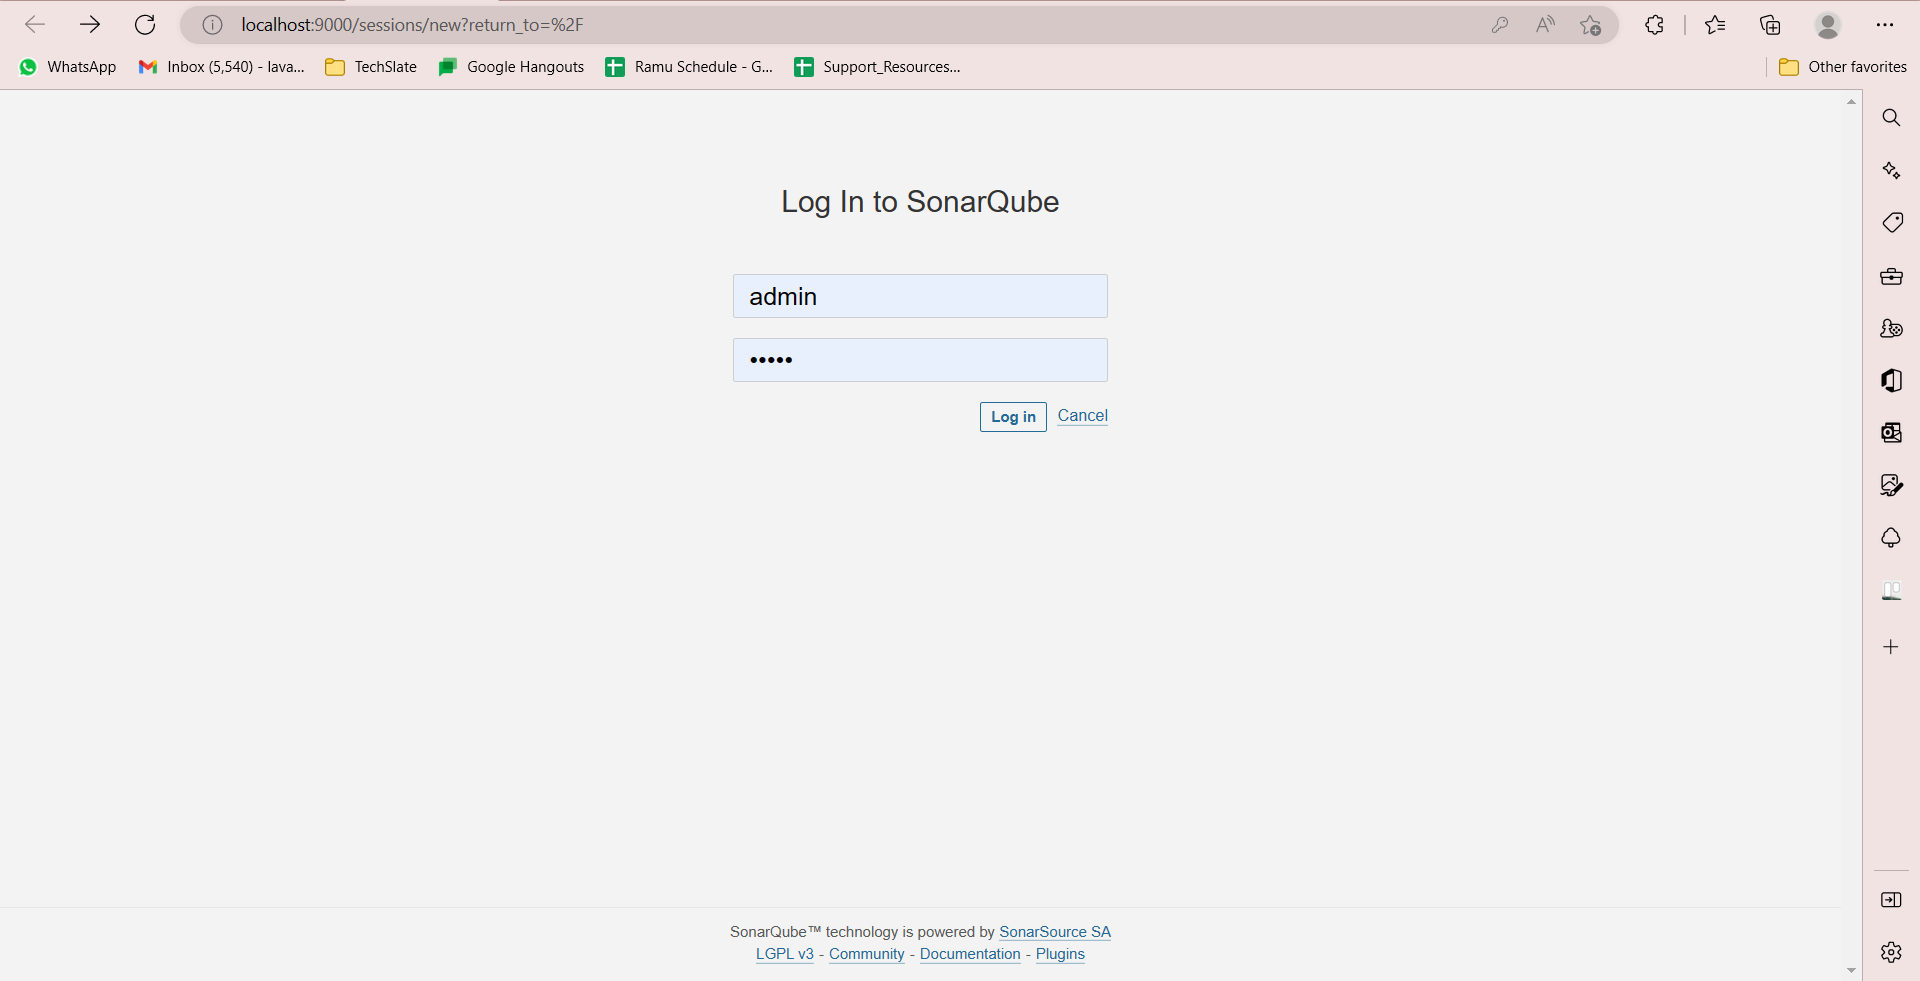 localhost:9000/sessions/new?return_to=%2F
WhatsApp Inbox (5,540) - lava... TechSlate Google Hangouts Ramu Schedule - G... Support_Resources... Other favorites
Log In to SonarQube
admin
•••••
Log in Cancel
SonarQube™ technology is powered by SonarSource SA
LGPL v3 - Community - Documentation - Plugins